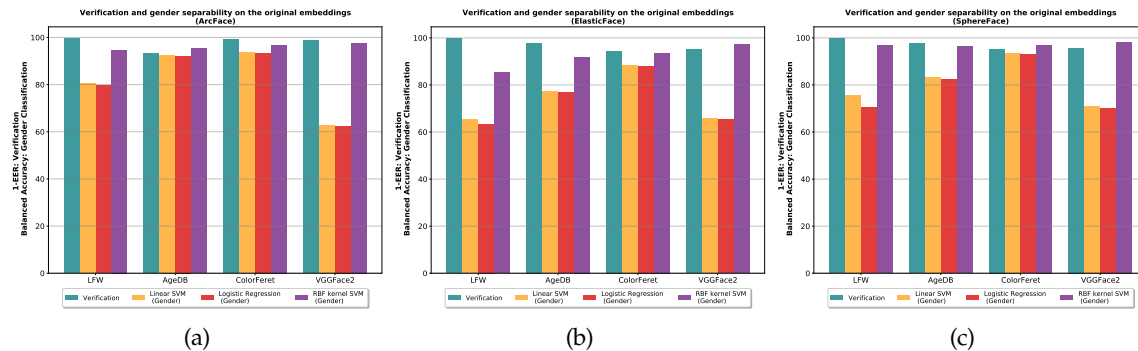 Verification and gender separability on the original embeddings
(ArcFace)
1-EER: Verification
Balanced Accuracy: Gender Classification
100
80
60
40
20
0
LFW
AgeDB
ColorFeret
VGGFace2
Verification
Linear SVM
(Gender)
Logistic Regression
(Gender)
RBF kernel SVM
(Gender)
(a)
Verification and gender separability on the original embeddings
(ElasticFace)
1-EER: Verification
Balanced Accuracy: Gender Classification
100
80
60
40
20
0
LFW
AgeDB
ColorFeret
VGGFace2
Verification
Linear SVM
(Gender)
Logistic Regression
(Gender)
RBF kernel SVM
(Gender)
(b)
Verification and gender separability on the original embeddings
(SphereFace)
1-EER: Verification
Balanced Accuracy: Gender Classification
100
80
60
40
20
0
LFW
AgeDB
ColorFeret
VGGFace2
Verification
Linear SVM
(Gender)
Logistic Regression
(Gender)
RBF kernel SVM
(Gender)
(c)